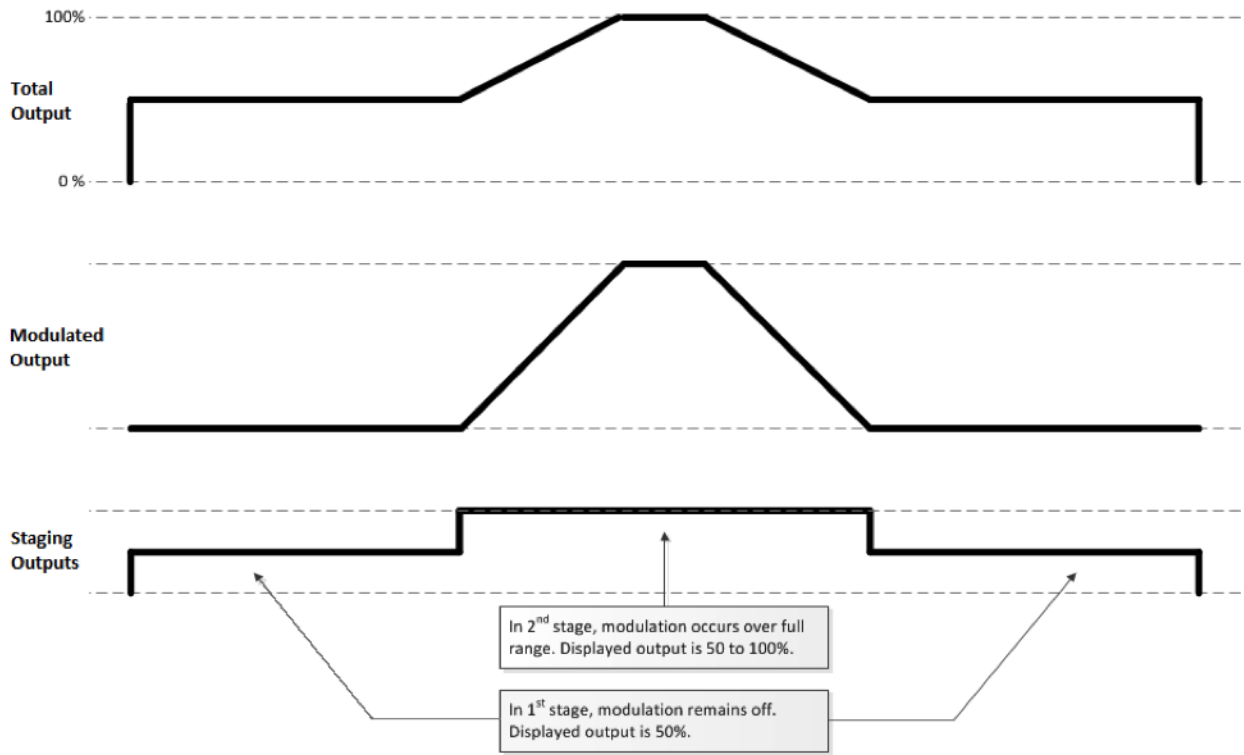 100%
Total
Output
0 %
Modulated
Output
Staging
Outputs
In 2nd stage, modulation occurs over full
range. Displayed output is 50 to 100%.
In 1st stage, modulation remains off.
Displayed output is 50%.